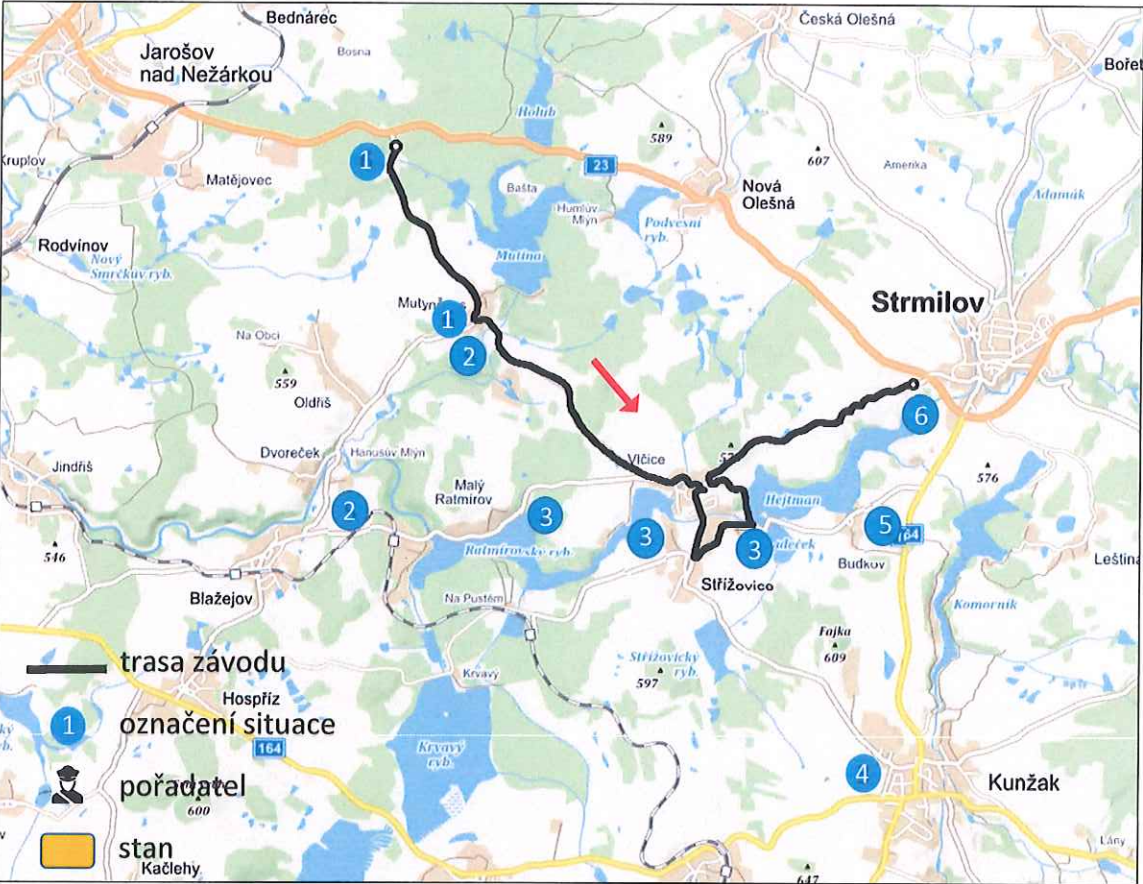 Bednárec
Česká Olešná
Jarošov
nad Nežárkou
Bosna
Bořet
Holub
589
607
23
1
Kruplov
Matějovec
Amerika
Bašta
Nová
Olešná
Adamák
Humlův
Mlýn
Podvesní
ryb.
Rodvínov
Nový
Smrčkův ryb.
Mutina
Strmilov
1
Na Obci
2
559
Oldřiš
6
Vlčice
Dvoreček
Hanusův Mlýn
Jindřiš
Malý
Ratmírov
576
Hejtman
2
3
3
3
5
164
546
Ratmírovský ryb.
Budkov
Leština
Střížovice
Blažejov
Na Pustém
Komorník
Fajka
609
trasa závodu
Střížovický
ryb.
597
Krvavý
Hospříz
1
označení situace
164
Krvavý
ryb.
4
Kunžak
pořadatel
600
Lány
stan
Kačlehy
647